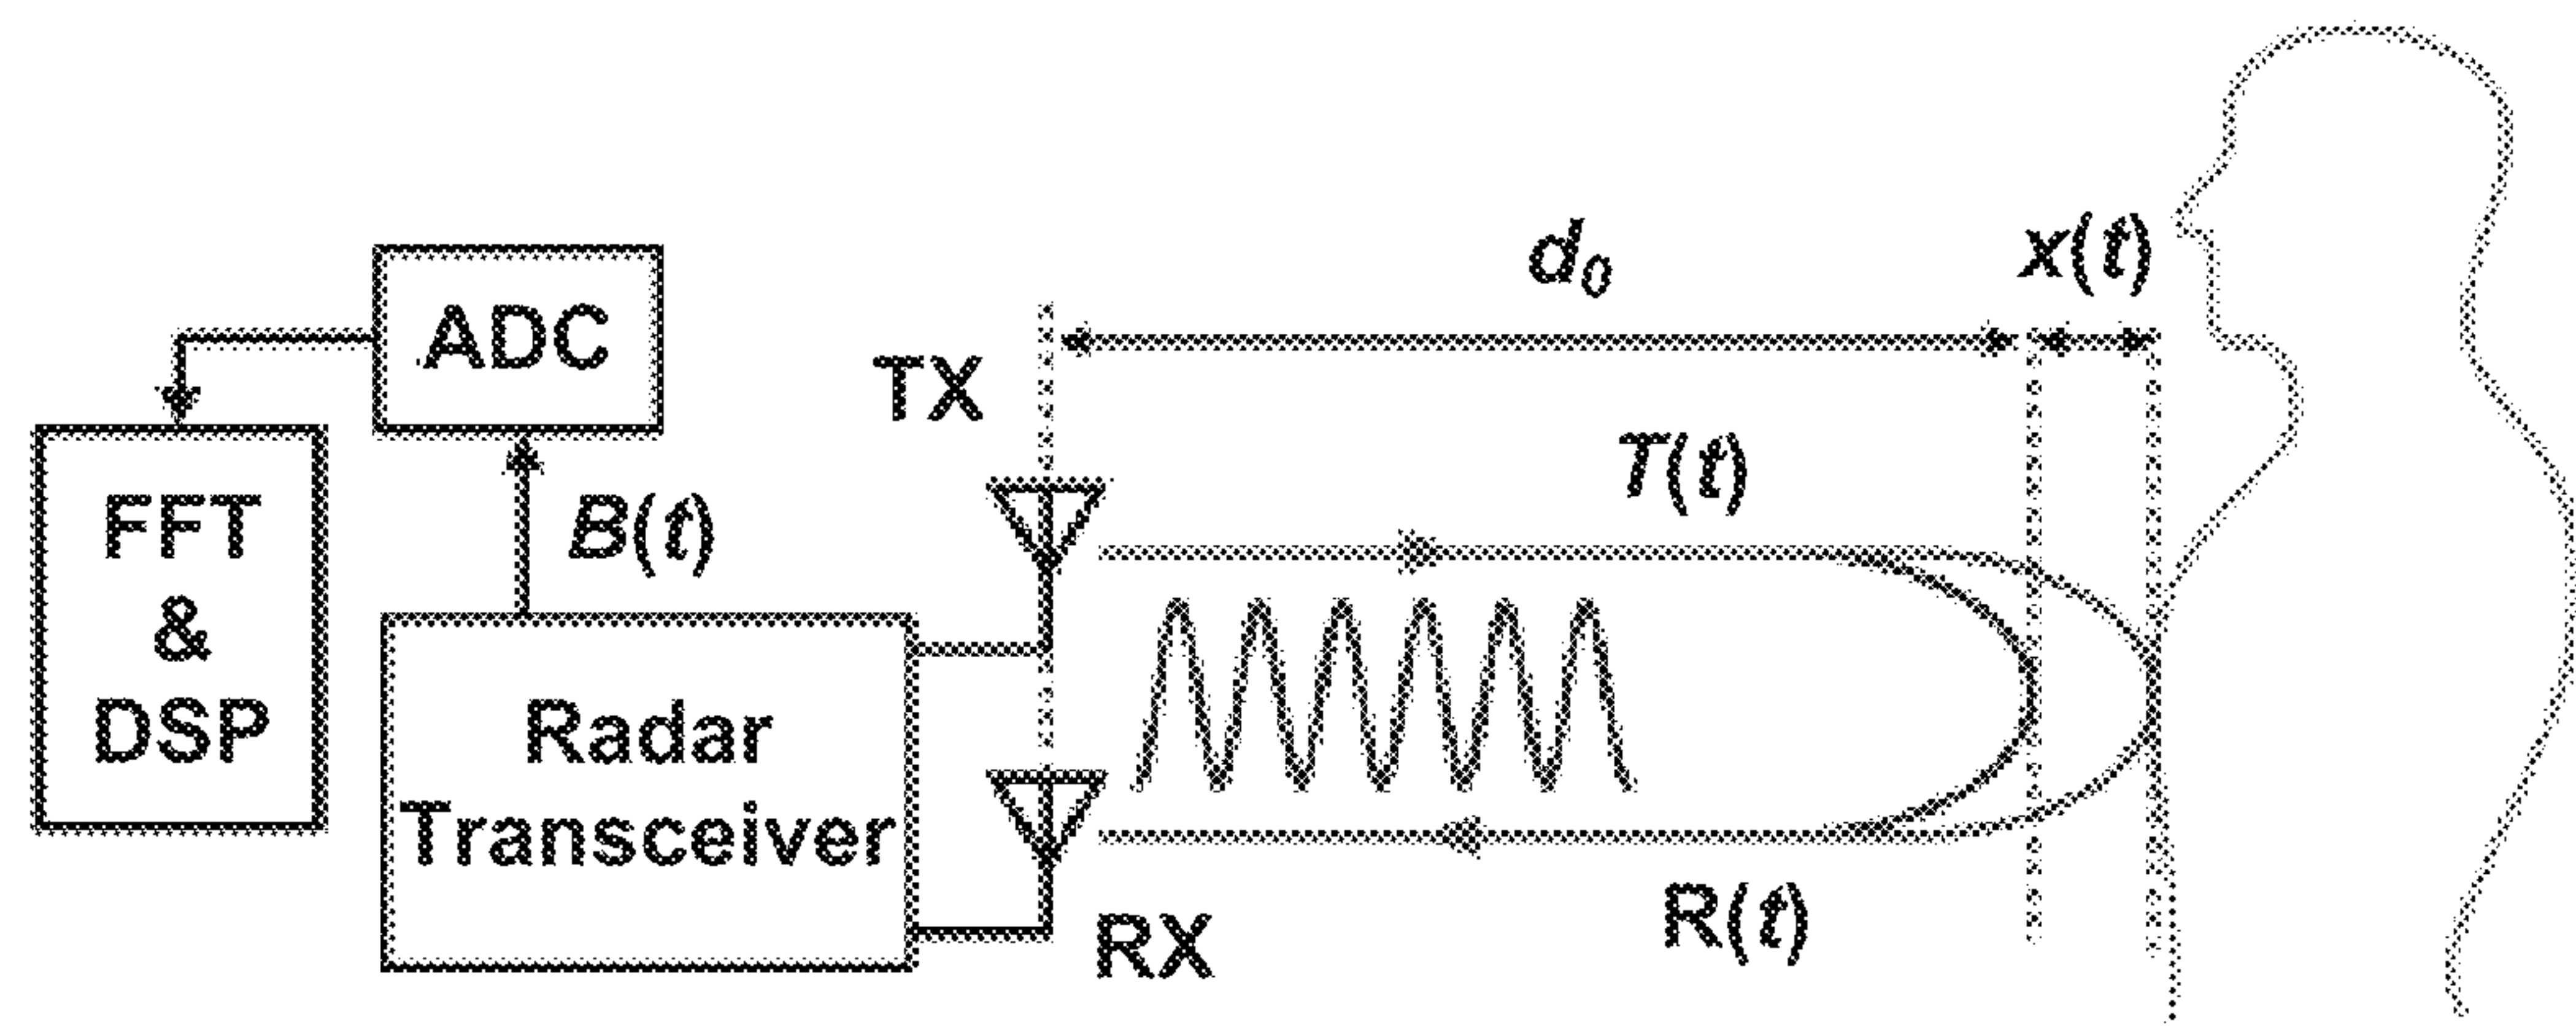 ADC
FFT
&
DSP
B(t)
Radar
Transceiver
TX
RX
d0
x(t)
T(t)
R(t)